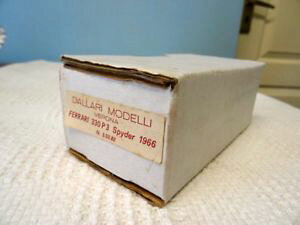 DALLARI MODELLI
VERONA
FERRARI 330 P3 Spyder 1966